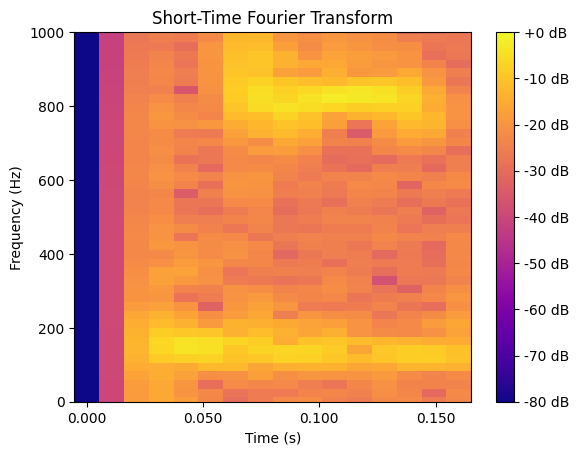 Short-Time Fourier Transform
1000
800
600
400
200
0
Frequency (Hz)
0.000
0.050
0.100
0.150
Time (s)
+0 dB
-10 dB
-20 dB
-30 dB
-40 dB
-50 dB
-60 dB
-70 dB
-80 dB